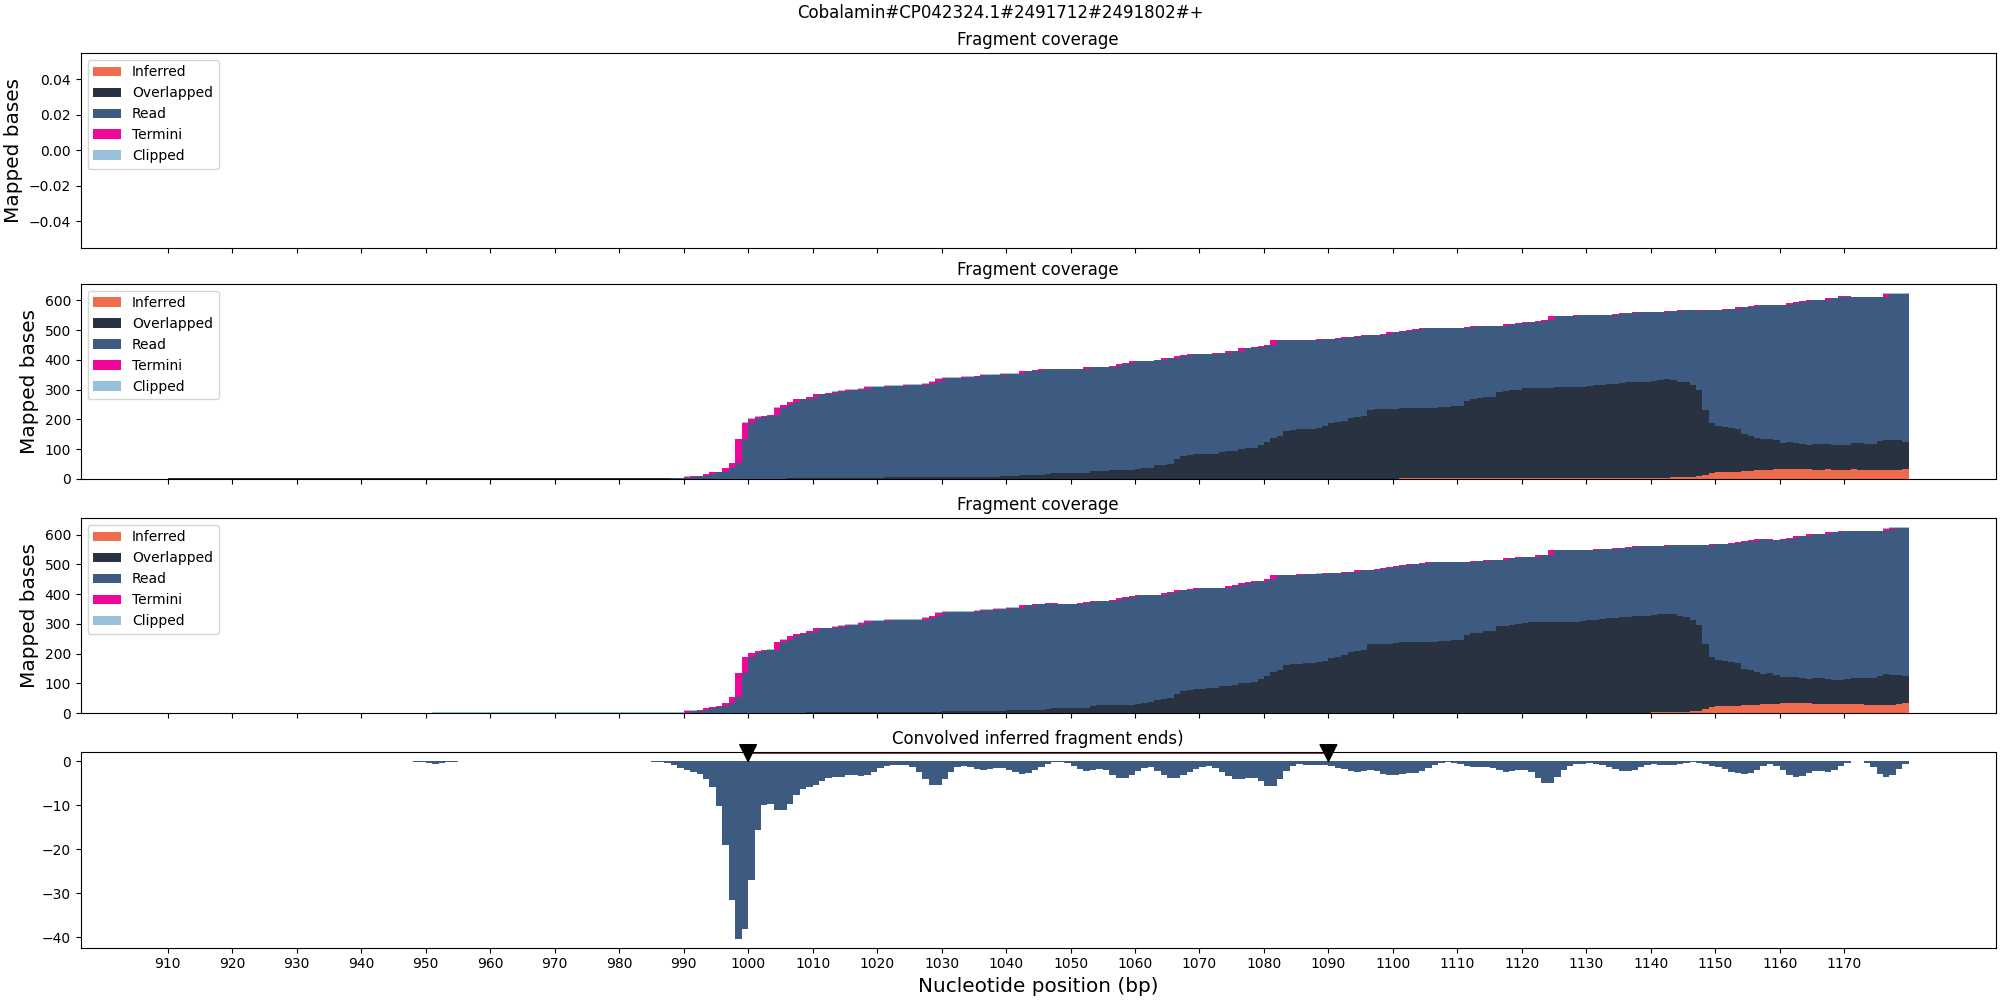 Cobalamin#CP042324.1#2491712#2491802#+
Fragment coverage
Mapped bases
0.04
0.02
0.00
−0.02
−0.04
Inferred
Overlapped
Read
Termini
Clipped
Fragment coverage
Mapped bases
600
500
400
300
200
100
0
Inferred
Overlapped
Read
Termini
Clipped
Fragment coverage
Mapped bases
600
500
400
300
200
100
0
Inferred
Overlapped
Read
Termini
Clipped
Convolved inferred fragment ends)
0
−10
−20
−30
−40
910 920 930 940 950 960 970 980 990 1000 1010 1020 1030 1040 1050 1060 1070 1080 1090 1100 1110 1120 1130 1140 1150 1160 1170
Nucleotide position (bp)